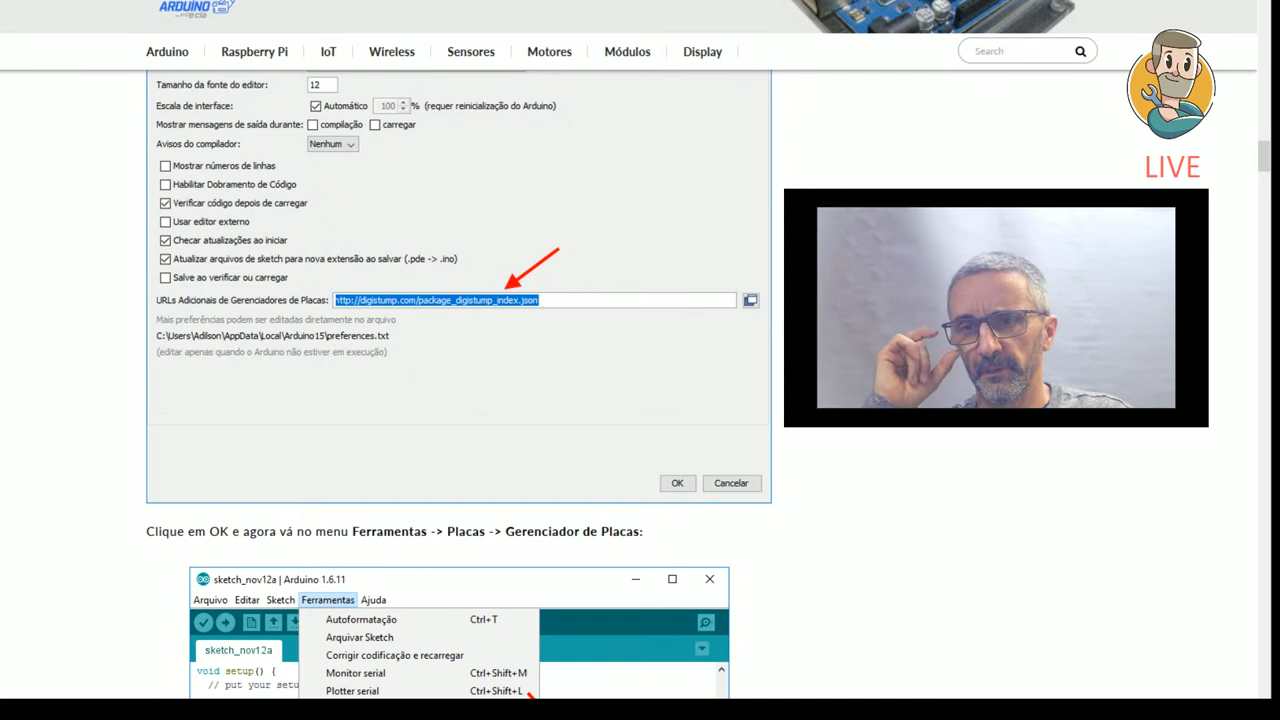 ARDUINO
Arduino Raspberry Pi IoT Wireless Sensores Motores Módulos Display Search
LIVE
Tamanho da fonte do editor: 12
Escala de interface: Automático 100 % (requer reinicialização do Arduino)
Mostrar mensagens de saída durante: compilação carregar
Avisos do compilador: Nenhum
Mostrar números de linhas
Habilitar Dobramento de Código
Verificar código depois de carregar
Usar editor externo
Checar atualizações ao iniciar
Atualizar arquivos de sketch para nova extensão ao salvar (.pde -> .ino)
Salve ao verificar ou carregar
URLs Adicionais de Gerenciadores de Placas: http://digistump.com/package_digistump_index.json
Mais preferências podem ser editadas diretamente no arquivo
C:\Users\Adilson\AppData\Local\Arduino15\preferences.txt
(editar apenas quando o Arduino não estiver em execução)
OK Cancelar
Clique em OK e agora vá no menu Ferramentas -> Placas -> Gerenciador de Placas:
sketch_nov12a | Arduino 1.6.11
Arquivo Editar Sketch Ferramentas Ajuda
Autoformatação Ctrl+T
Arquivar Sketch
sketch_nov12a
Corrigir codificação e recarregar
void setup() {
Monitor serial Ctrl+Shift+M
// put your setu
Plotter serial Ctrl+Shift+L